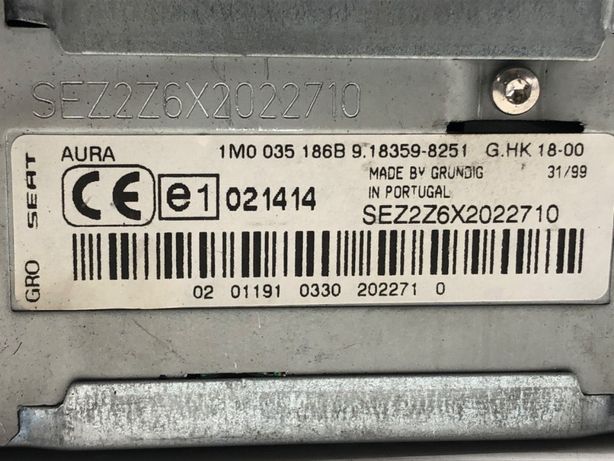 SEZ2Z6X2022710
AURA 1M0 035 186B 9.18359-8251 G.HK 18-00
MADE BY GRUNDIG 31/99
IN PORTUGAL
CE e1 021414
SEZ2Z6X2022710
GRO SEAT
02 01191 0330 202271 0